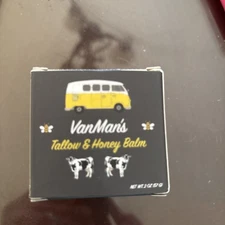 VanMan's
Tallow & Honey Balm
NET WT. 2 OZ (57 G)